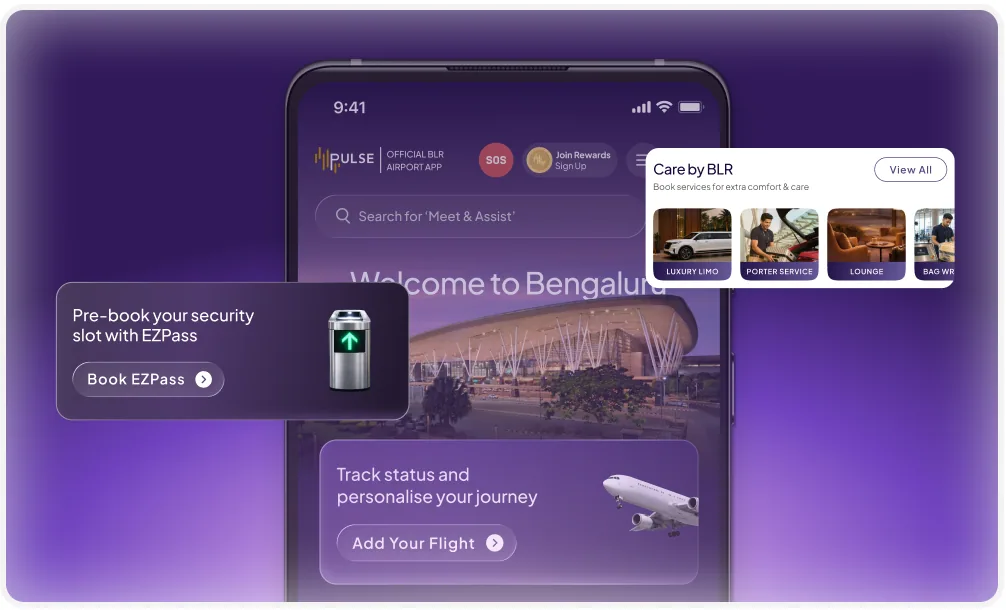 9:41
PULSE
OFFICIAL BLR
AIRPORT APP
SOS
Join Rewards
Sign Up
Search for ‘Meet & Assist’
Care by BLR
View All
Book services for extra comfort & care
LUXURY LIMO
PORTER SERVICE
LOUNGE
BAG WR
Welcome to Bengaluru
Pre-book your security
slot with EZPass
Book EZPass
Track status and
personalise your journey
Add Your Flight